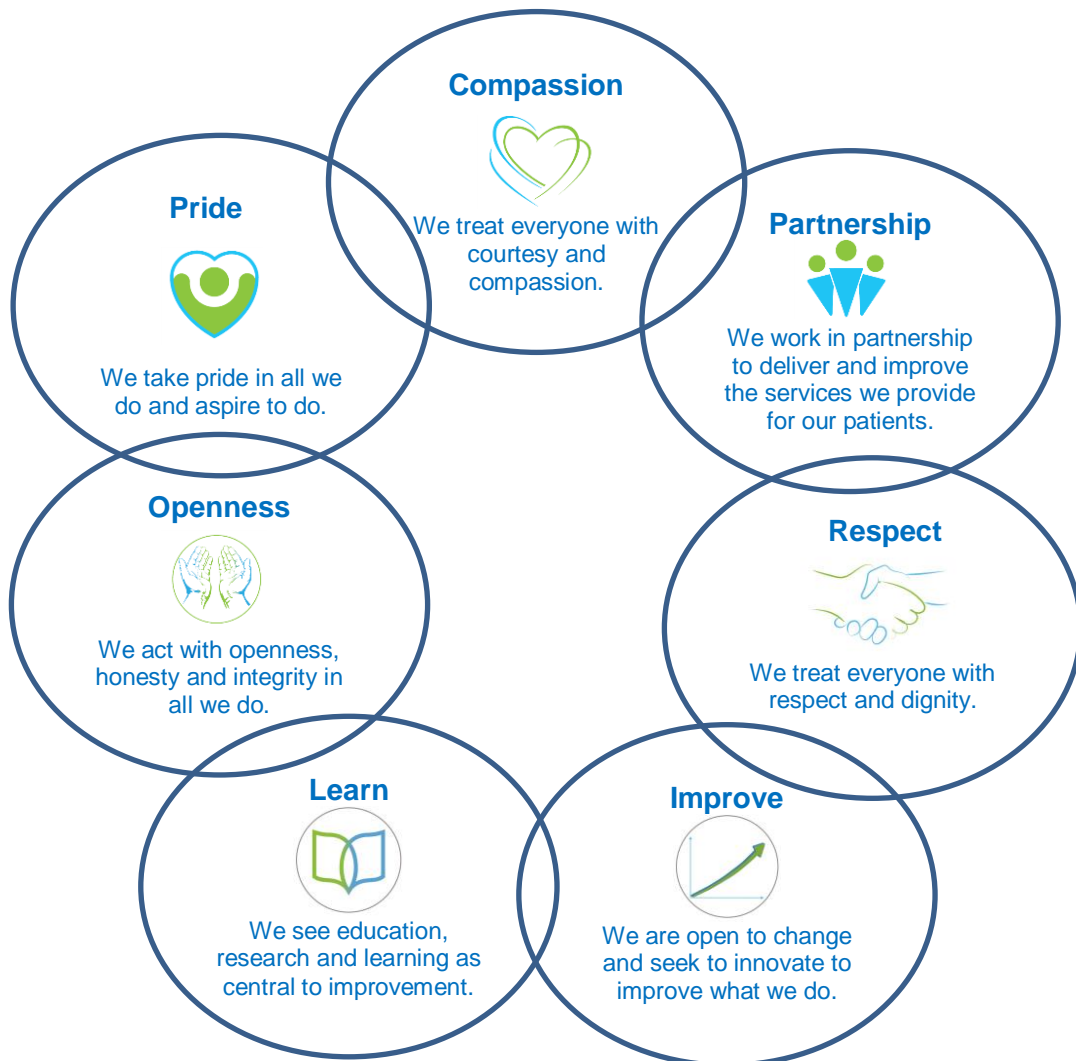 Compassion
We treat everyone with
courtesy and
compassion.
Pride
We take pride in all we
do and aspire to do.
Partnership
We work in partnership
to deliver and improve
the services we provide
for our patients.
Openness
We act with openness,
honesty and integrity in
all we do.
Respect
We treat everyone with
respect and dignity.
Learn
We see education,
research and learning as
central to improvement.
Improve
We are open to change
and seek to innovate to
improve what we do.